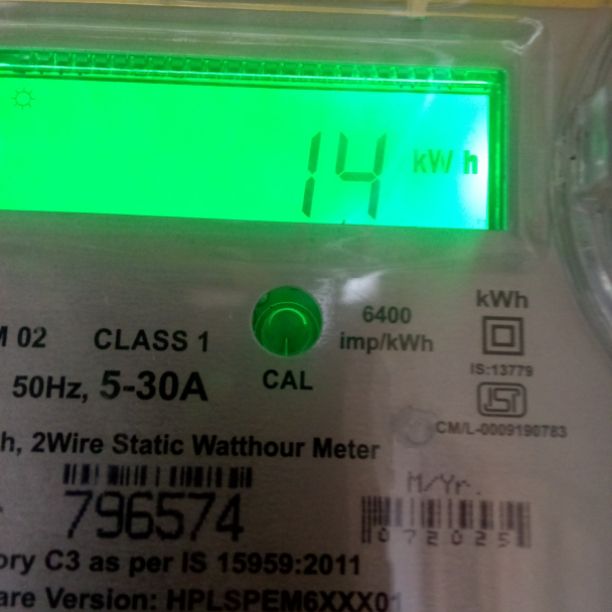 14 kWh
6400
imp/kWh
kWh
M 02 CLASS 1
50Hz, 5-30A
CAL
IS:13779
ISI
CM/L-0009190783
h, 2Wire Static Watthour Meter
796574
M/Yr.
072025
ory C3 as per IS 15959:2011
are Version: HPLSPEM6XXX01